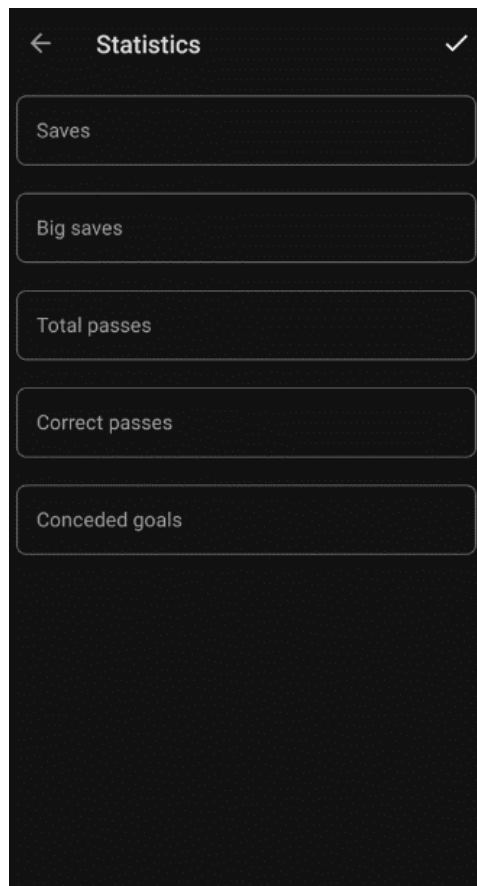 Statistics
Saves
Big saves
Total passes
Correct passes
Conceded goals